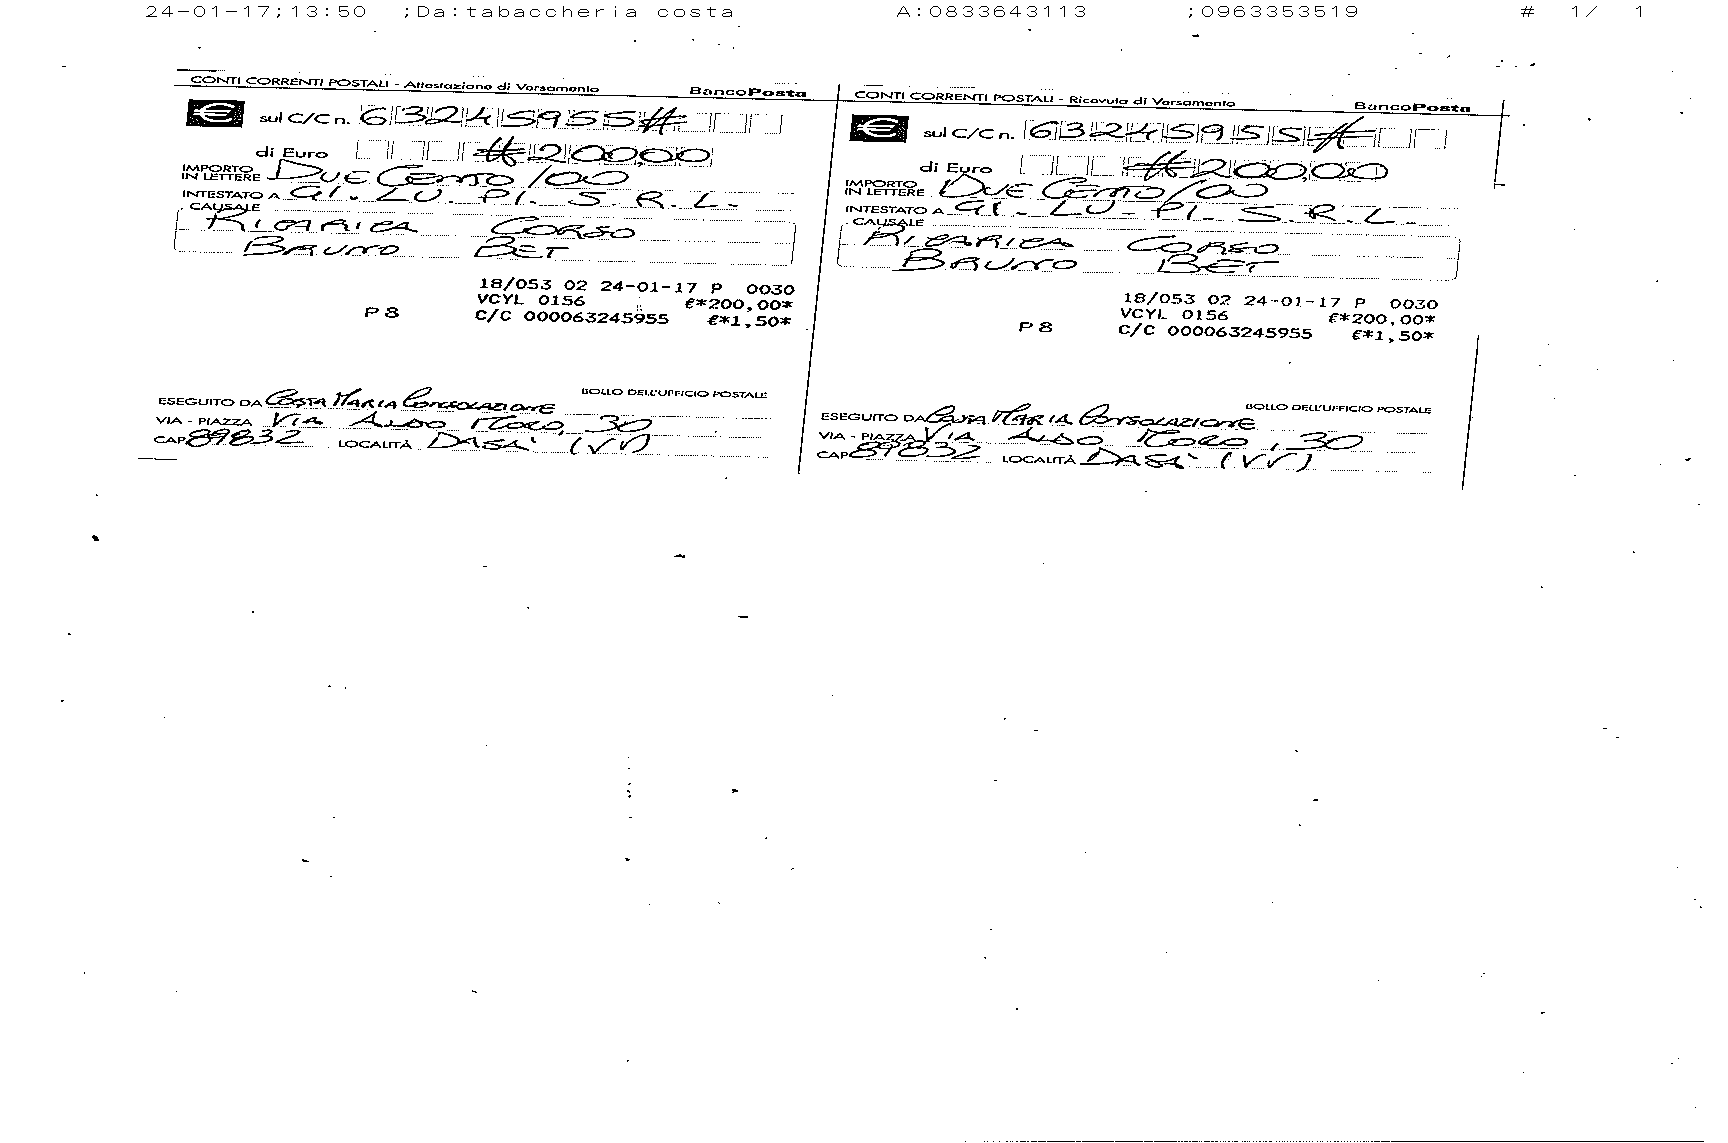 24-01-17;13:50 ;Da:tabaccheria costa A:0833643113 ;0963353519 # 1/ 1
CONTI CORRENTI POSTALI - Attestazione di Versamento BancoPosta
€ sul C/C n. 63245955#
di Euro #200,00
IMPORTO IN LETTERE Due Cento/00
INTESTATO A GI. LU. PI. S.R.L.
CAUSALE
RICARICA CORSO
BRUNO BET
18/053 02 24-01-17 P 0030
VCYL 0156 €*200,00*
P 8 C/C 000063245955 €*1,50*
BOLLO DELL'UFFICIO POSTALE
ESEGUITO DA Costa Maria Consolazione
VIA - PIAZZA Via Aldo Moro, 30
CAP 89832 LOCALITÀ DASA' (VV)
CONTI CORRENTI POSTALI - Ricevuta di Versamento BancoPosta
€ sul C/C n. 63245955#
di Euro #200,00
IMPORTO IN LETTERE Due Cento/00
INTESTATO A GI. LU. PI. S.R.L.
CAUSALE
RICARICA CORSO
BRUNO BET
18/053 02 24-01-17 P 0030
VCYL 0156 €*200,00*
P 8 C/C 000063245955 €*1,50*
BOLLO DELL'UFFICIO POSTALE
ESEGUITO DA Costa Maria Consolazione
VIA - PIAZZA Via Aldo Moro, 30
CAP 89832 LOCALITÀ DASA' (VV)